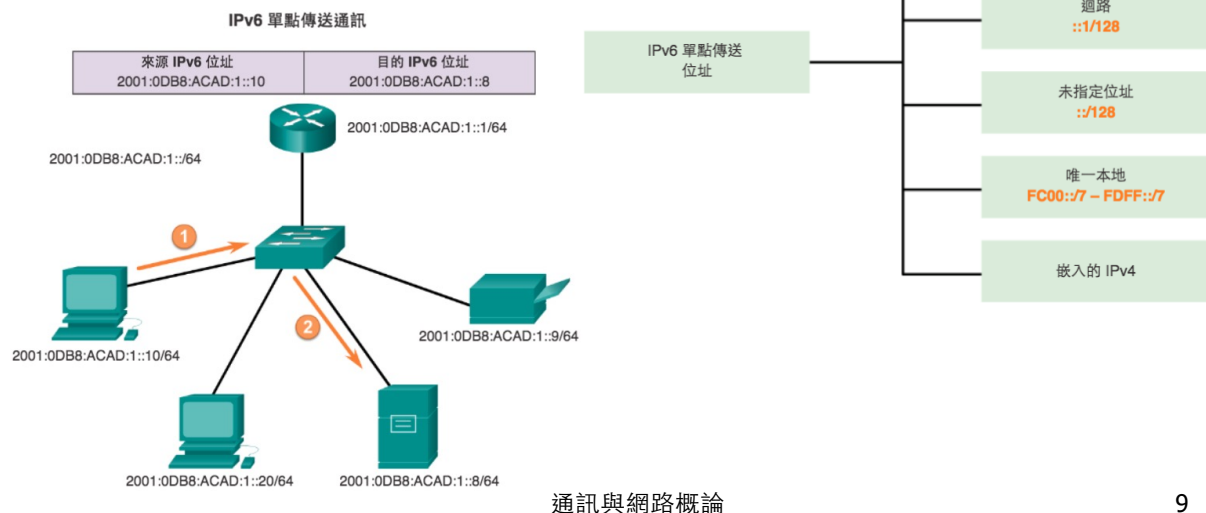 IPv6 單點傳送通訊
來源 IPv6 位址
2001:0DB8:ACAD:1::10
目的 IPv6 位址
2001:0DB8:ACAD:1::8
2001:0DB8:ACAD:1::1/64
2001:0DB8:ACAD:1::/64
1
2
2001:0DB8:ACAD:1::9/64
2001:0DB8:ACAD:1::10/64
2001:0DB8:ACAD:1::20/64
2001:0DB8:ACAD:1::8/64
IPv6 單點傳送
位址
迴路
::1/128
未指定位址
::/128
唯一本地
FC00::/7 – FDFF::/7
嵌入的 IPv4
通訊與網路概論
9